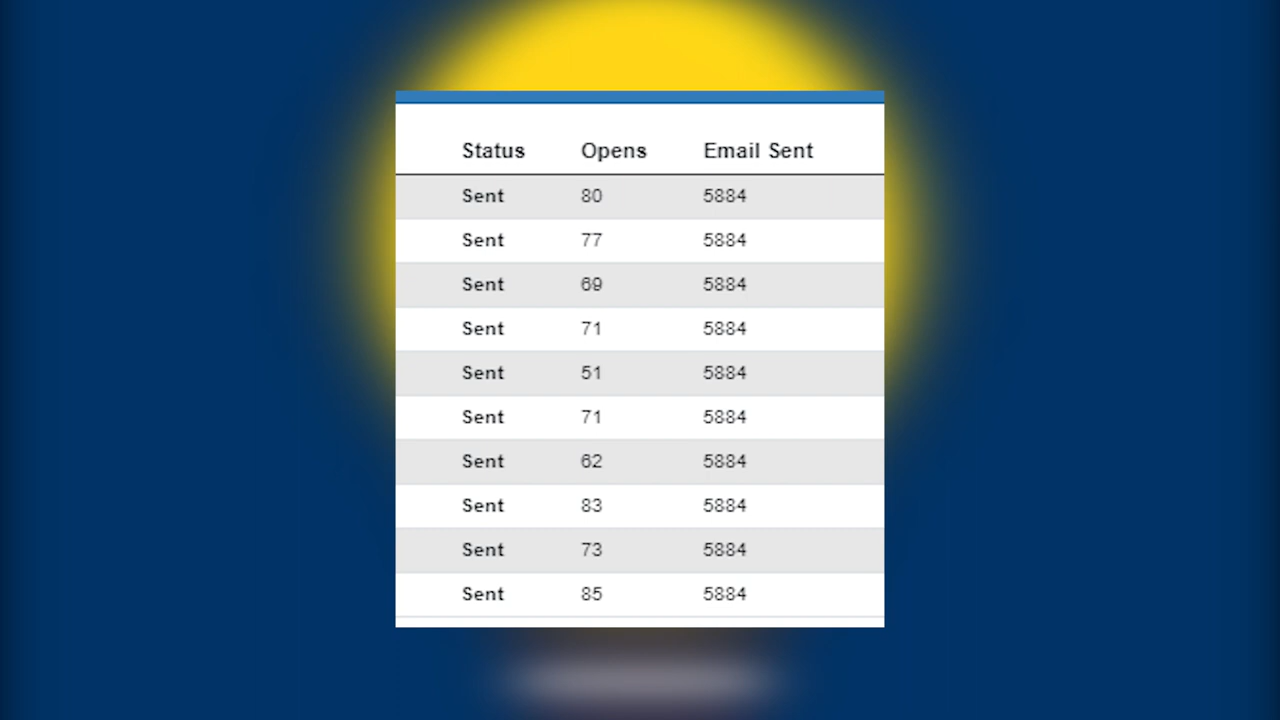 Status Opens Email Sent
Sent 80 5884
Sent 77 5884
Sent 69 5884
Sent 71 5884
Sent 51 5884
Sent 71 5884
Sent 62 5884
Sent 83 5884
Sent 73 5884
Sent 85 5884